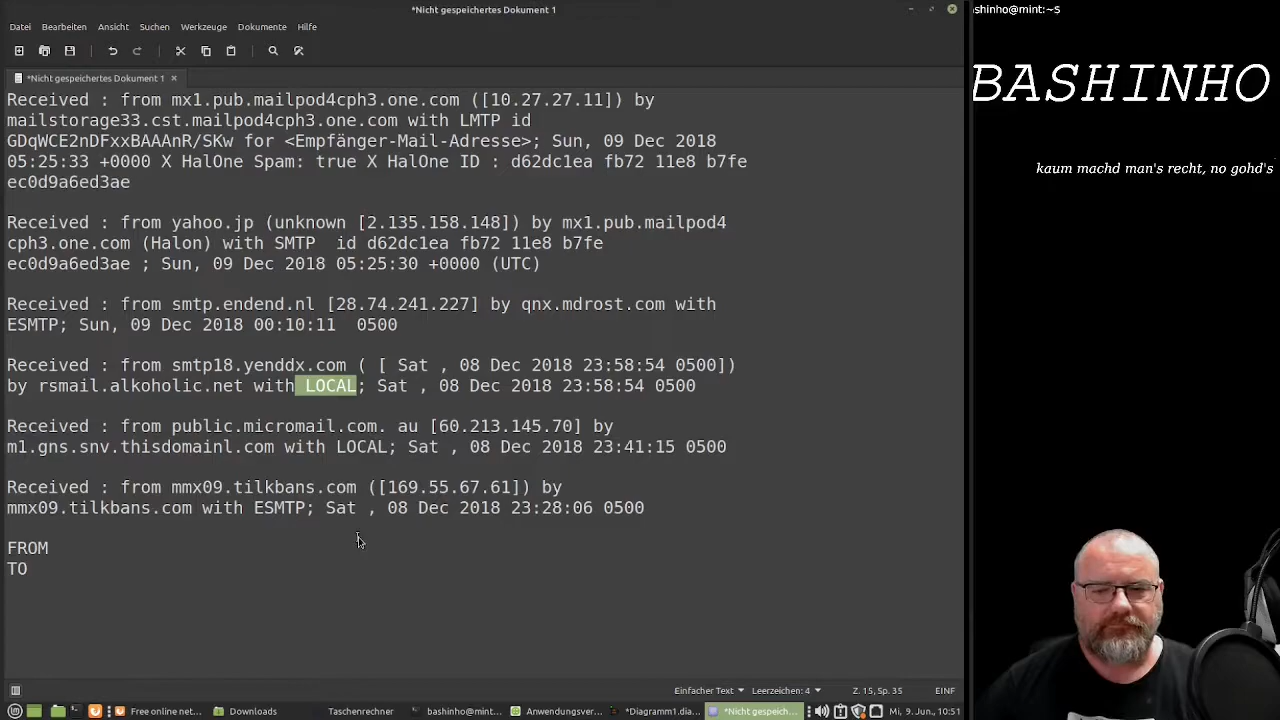 *Nicht gespeichertes Dokument 1
ashinho@mint:~$
Datei Bearbeiten Ansicht Suchen Werkzeuge Dokumente Hilfe
*Nicht gespeichertes Dokument 1
Received : from mx1.pub.mailpod4cph3.one.com ([10.27.27.11]) by
mailstorage33.cst.mailpod4cph3.one.com with LMTP id
GDqWCE2nDFxxBAAAnR/SKw for <Empfänger-Mail-Adresse>; Sun, 09 Dec 2018
05:25:33 +0000 X HalOne Spam: true X HalOne ID : d62dc1ea fb72 11e8 b7fe
ec0d9a6ed3ae
Received : from yahoo.jp (unknown [2.135.158.148]) by mx1.pub.mailpod4
cph3.one.com (Halon) with SMTP  id d62dc1ea fb72 11e8 b7fe
ec0d9a6ed3ae ; Sun, 09 Dec 2018 05:25:30 +0000 (UTC)
Received : from smtp.endend.nl [28.74.241.227] by qnx.mdrost.com with
ESMTP; Sun, 09 Dec 2018 00:10:11  0500
Received : from smtp18.yenddx.com ( [ Sat , 08 Dec 2018 23:58:54 0500])
by rsmail.alkoholic.net with LOCAL; Sat , 08 Dec 2018 23:58:54 0500
Received : from public.micromail.com. au [60.213.145.70] by
m1.gns.snv.thisdomainl.com with LOCAL; Sat , 08 Dec 2018 23:41:15 0500
Received : from mmx09.tilkbans.com ([169.55.67.61]) by
mmx09.tilkbans.com with ESMTP; Sat , 08 Dec 2018 23:28:06 0500
FROM
TO
BASHINHO
kaum machd man's recht, no gohd's
Einfacher Text Leerzeichen: 4 Z. 15, Sp. 35 EINF
Free online net... Downloads Taschenrechner bashinho@mint:... Anwendungsver... *Diagramm1.dia... *Nicht gespeich... Mi, 9. Jun., 10:51